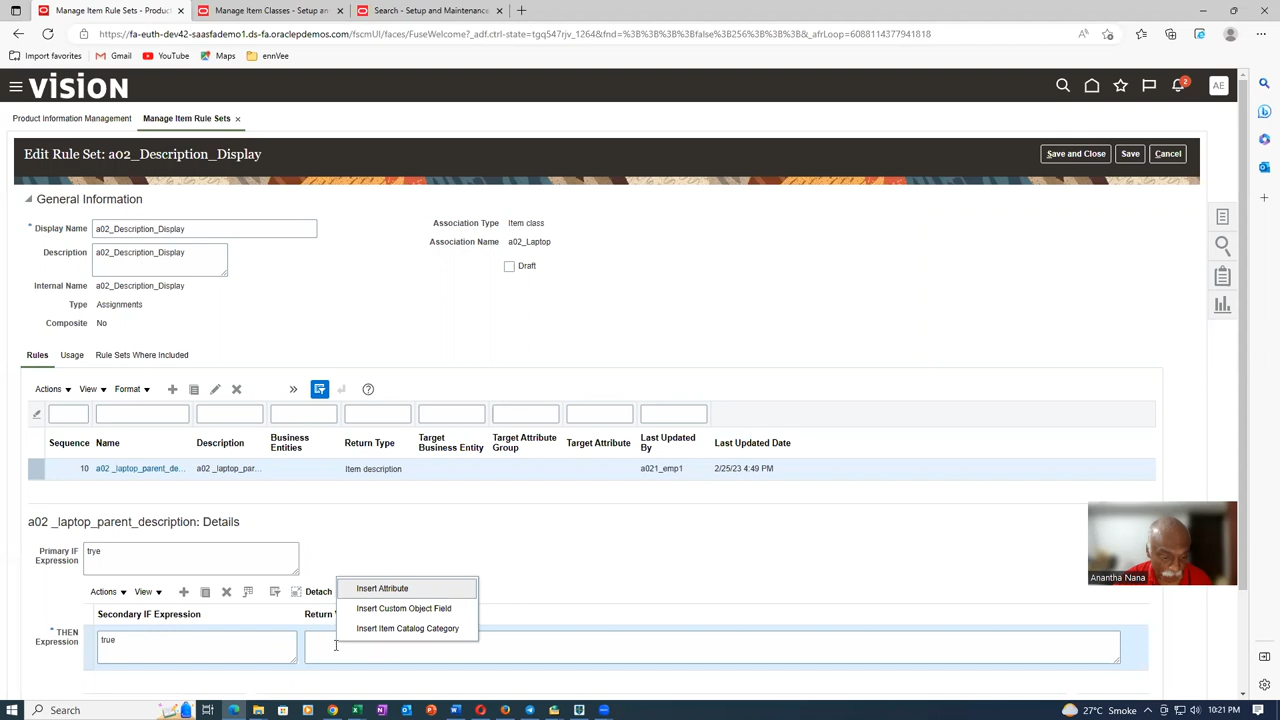 Manage Item Rule Sets - Produc
Manage Item Classes - Setup an
Search - Setup and Maintenance
https://fa-euth-dev42-saasfademo1.ds-fa.oraclepdemos.com/fscmUI/faces/FuseWelcome?_adf.ctrl-state=tgq547rjv_1264&fnd=%3B%3B%3B%3Bfalse%3B256%3B%3B%3B&_afrLoop=6088114377941818
Import favorites
Gmail
YouTube
Maps
ennVee
VISION
2
AE
Product Information Management
Manage Item Rule Sets
Edit Rule Set: a02_Description_Display
Save and Close
Save
Cancel
General Information
* Display Name a02_Description_Display
Description a02_Description_Display
Internal Name a02_Description_Display
Type Assignments
Composite No
Association Type Item class
Association Name a02_Laptop
Draft
Rules Usage Rule Sets Where Included
Actions View Format
Sequence Name Description Business Entities Return Type Target Business Entity Target Attribute Group Target Attribute Last Updated By Last Updated Date
10 a02 _laptop_parent_de... a02 _laptop_par... Item description a021_emp1 2/25/23 4:49 PM
a02 _laptop_parent_description: Details
Primary IF Expression trye
Actions View Detach
Insert Attribute
Insert Custom Object Field
Insert Item Catalog Category
Secondary IF Expression Return
* THEN Expression true
Anantha Nana
Search
27°C Smoke
10:21 PM